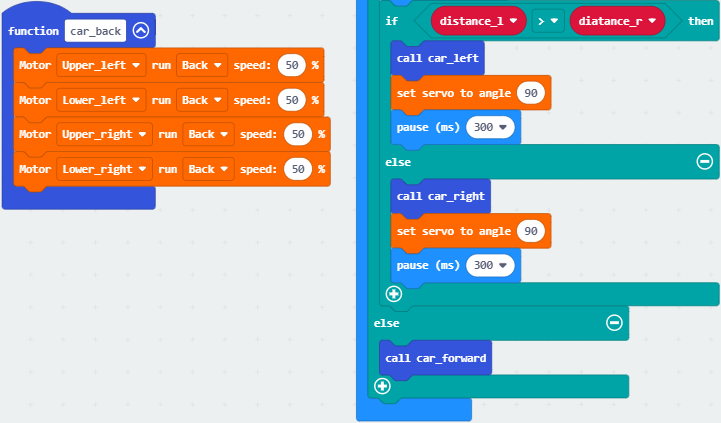 function car_back
Motor Upper_left run Back speed: 50 %
Motor Lower_left run Back speed: 50 %
Motor Upper_right run Back speed: 50 %
Motor Lower_right run Back speed: 50 %
if distance_l > diatance_r then
call car_left
set servo to angle 90
pause (ms) 300
else
call car_right
set servo to angle 90
pause (ms) 300
else
call car_forward